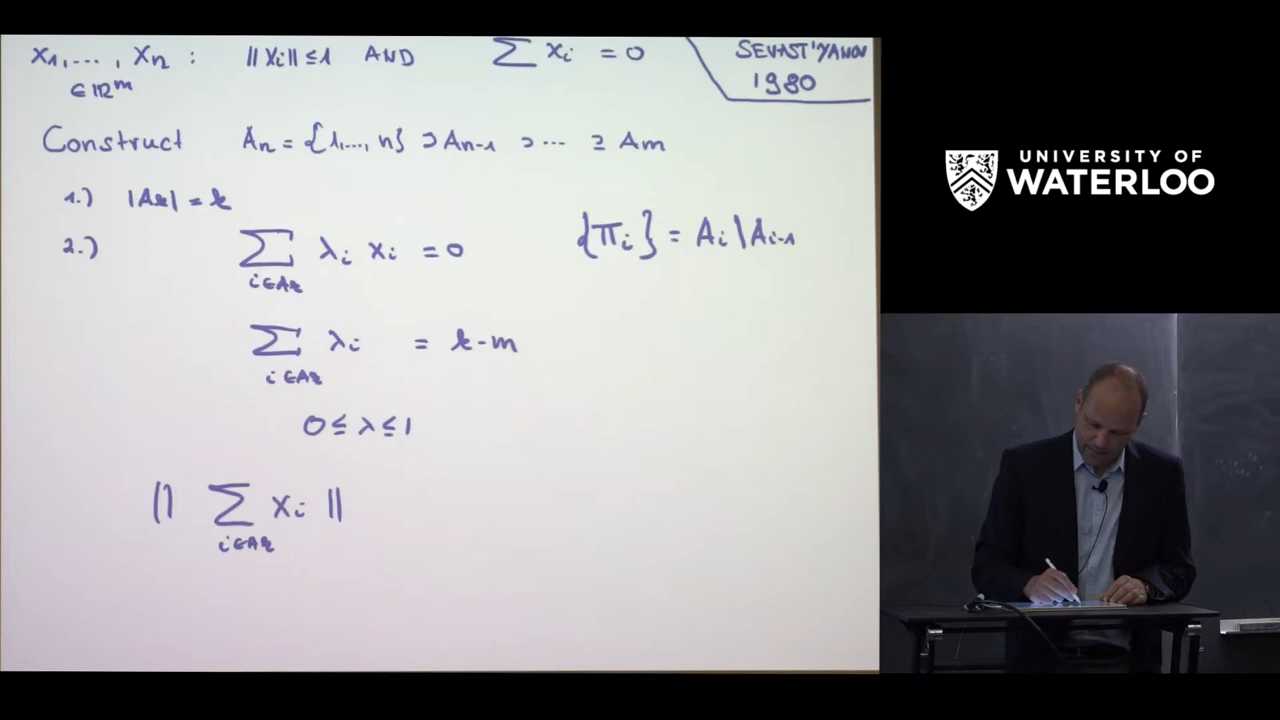 x₁,..., xₙ : ‖xᵢ‖ ≤ 1 AND ∑ xᵢ = 0
∈ ℝᵐ
SEVAST'YANOV
1980
Construct Aₙ = {1,..., n} ⊃ Aₙ₋₁ ⊃ ... ⊇ Aₘ
1.) |Aₖ| = k
2.) ∑ λᵢ xᵢ = 0
i∈Aₖ
{πᵢ} = Aᵢ \ Aᵢ₋₁
∑ λᵢ = k-m
i∈Aₖ
0 ≤ λ ≤ 1
‖ ∑ xᵢ ‖
i∈Aₖ
UNIVERSITY OF
WATERLOO